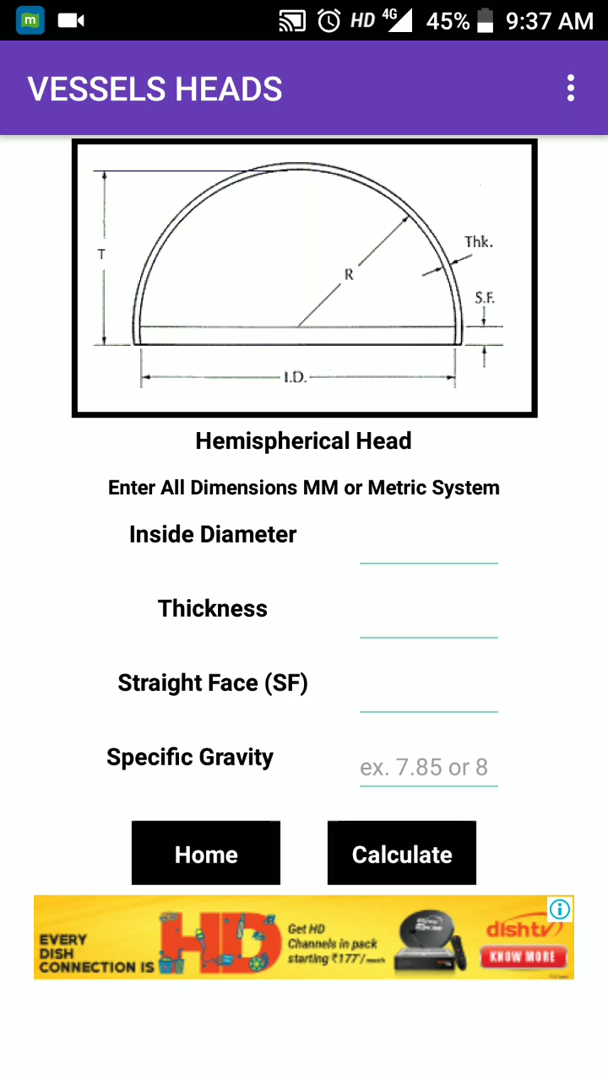 m HD 4G 45% 9:37 AM
VESSELS HEADS
T
R
Thk.
S.F.
I.D.
Hemispherical Head
Enter All Dimensions MM or Metric System
Inside Diameter
Thickness
Straight Face (SF)
Specific Gravity
ex. 7.85 or 8
Home
Calculate
EVERY
DISH
CONNECTION IS
HD
Get HD
Channels in pack
starting ₹177/month
dishtv
KNOW MORE